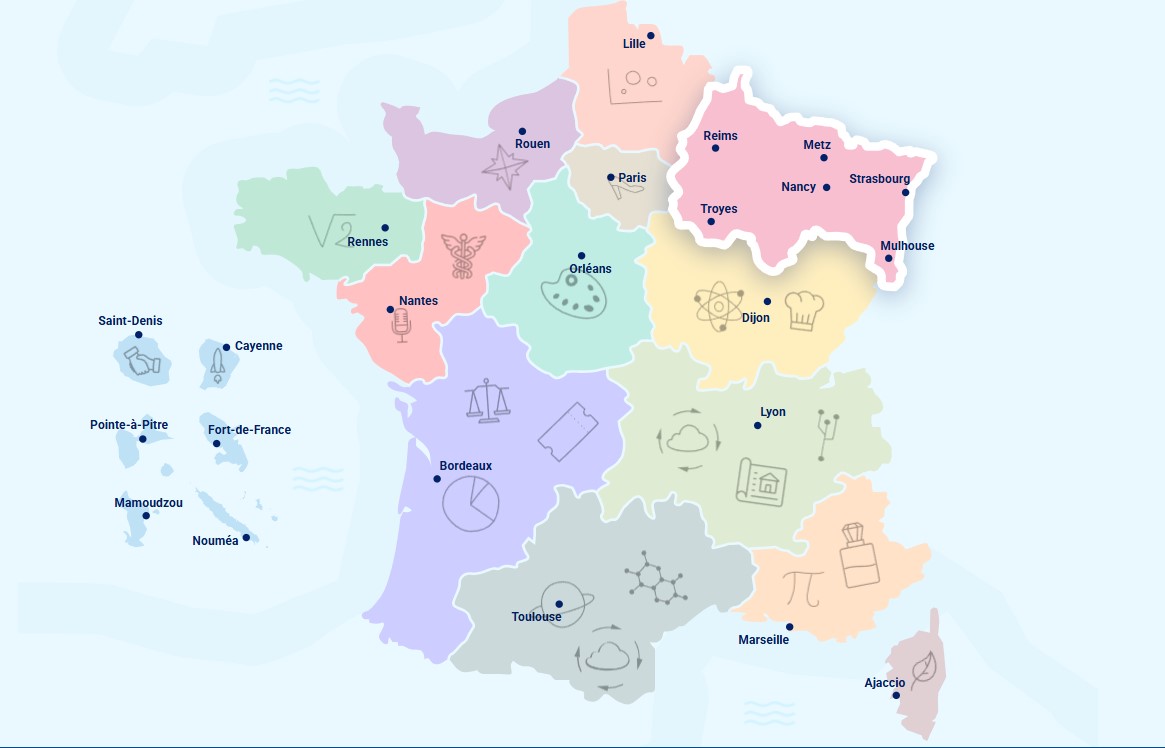 Lille
Rouen
Reims
Metz
Paris
Nancy
Strasbourg
Troyes
Rennes
Mulhouse
Orléans
Nantes
Dijon
Saint-Denis
Cayenne
Lyon
Pointe-à-Pitre
Fort-de-France
Bordeaux
Mamoudzou
Nouméa
Toulouse
Marseille
Ajaccio
√2
π